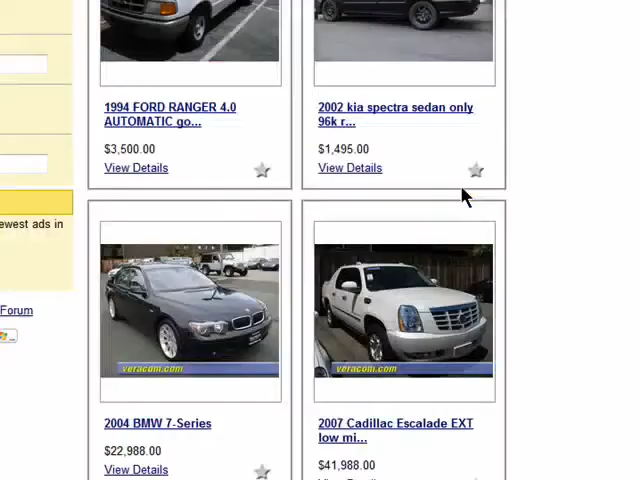 1994 FORD RANGER 4.0
AUTOMATIC go...
$3,500.00
View Details
2002 kia spectra sedan only
96k r...
$1,495.00
View Details
ewest ads in
Forum
veracom.com
2004 BMW 7-Series
$22,988.00
View Details
veracom.com
2007 Cadillac Escalade EXT
low mi...
$41,988.00
View Details